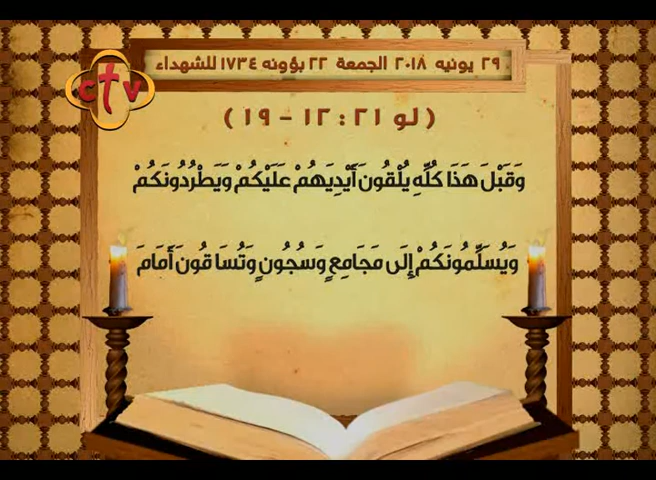 ٢٩ يونيه ٢٠١٨ الجمعة ٢٢ بؤونه ١٧٣٤ للشهداء
ctv
(لو ٢١ : ١٢ - ١٩)
وَقَبْلَ هَذَا كُلِّهِ يُلْقُونَ أَيْدِيَهُمْ عَلَيْكُمْ وَيَطْرُدُونَكُمْ
وَيُسَلِّمُونَكُمْ إِلَى مَجَامِعٍ وَسُجُونٍ وَتُسَاقُونَ أَمَامَ